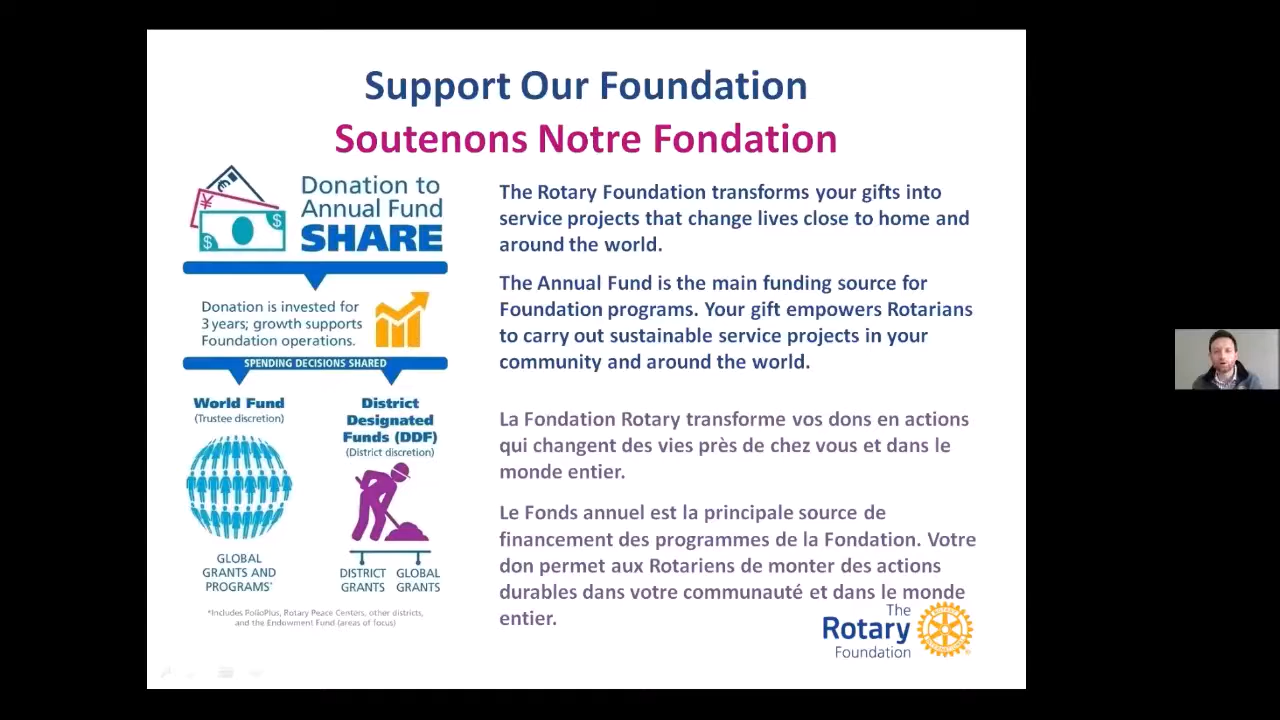 Support Our Foundation
Soutenons Notre Fondation
Donation to
Annual Fund
SHARE
Donation is invested for
3 years; growth supports
Foundation operations.
SPENDING DECISIONS SHARED
World Fund
(Trustee discretion)
GLOBAL
GRANTS AND
PROGRAMS*
District
Designated
Funds (DDF)
(District discretion)
DISTRICT
GRANTS
GLOBAL
GRANTS
*Includes PolioPlus, Rotary Peace Centers, other districts,
and the Endowment Fund (areas of focus)
The Rotary Foundation transforms your gifts into
service projects that change lives close to home and
around the world.
The Annual Fund is the main funding source for
Foundation programs. Your gift empowers Rotarians
to carry out sustainable service projects in your
community and around the world.
La Fondation Rotary transforme vos dons en actions
qui changent des vies près de chez vous et dans le
monde entier.
Le Fonds annuel est la principale source de
financement des programmes de la Fondation. Votre
don permet aux Rotariens de monter des actions
durables dans votre communauté et dans le monde
entier.
The
Rotary
Foundation